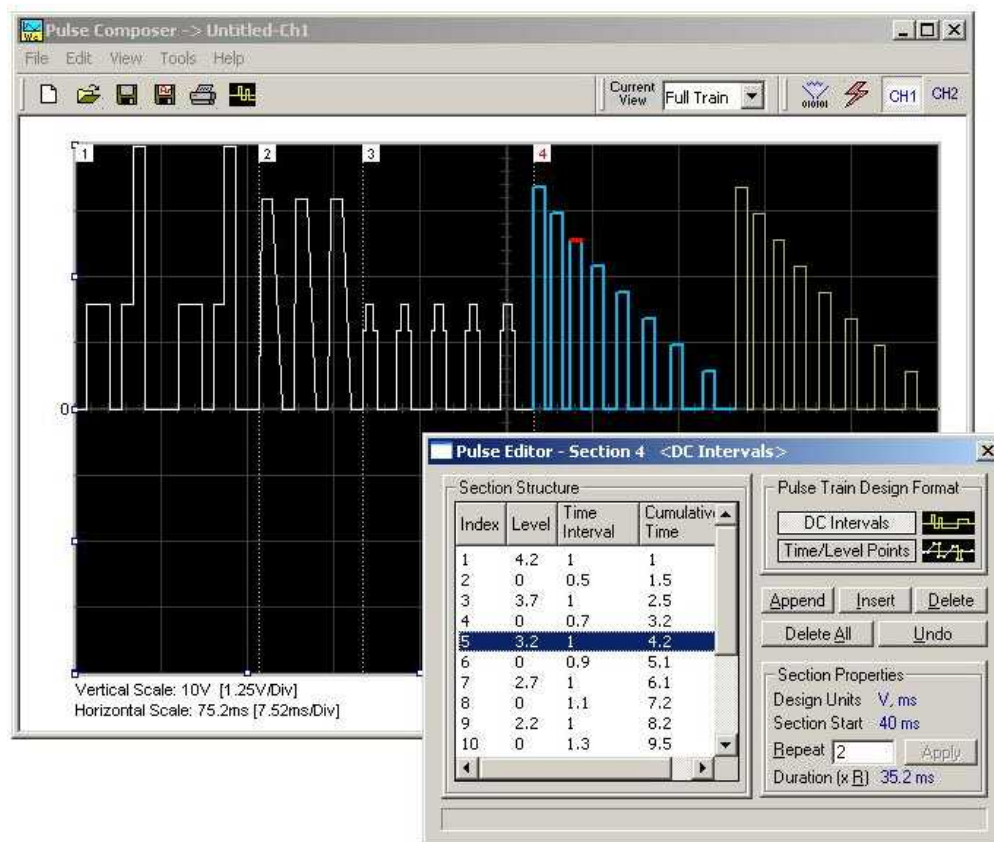 Pulse Composer -> Untitled-Ch1
File Edit View Tools Help
Current View Full Train
010101
CH1 CH2
1 2 3 4
0
Vertical Scale: 10V [1.25V/Div]
Horizontal Scale: 75.2ms [7.52ms/Div]
Pulse Editor - Section 4 <DC Intervals>
Section Structure
Index Level Time Interval Cumulative Time
1 4.2 1 1
2 0 0.5 1.5
3 3.7 1 2.5
4 0 0.7 3.2
5 3.2 1 4.2
6 0 0.9 5.1
7 2.7 1 6.1
8 0 1.1 7.2
9 2.2 1 8.2
10 0 1.3 9.5
Pulse Train Design Format
DC Intervals
Time/Level Points
Append Insert Delete
Delete All Undo
Section Properties
Design Units V, ms
Section Start 40 ms
Repeat 2 Apply
Duration (x R) 35.2 ms